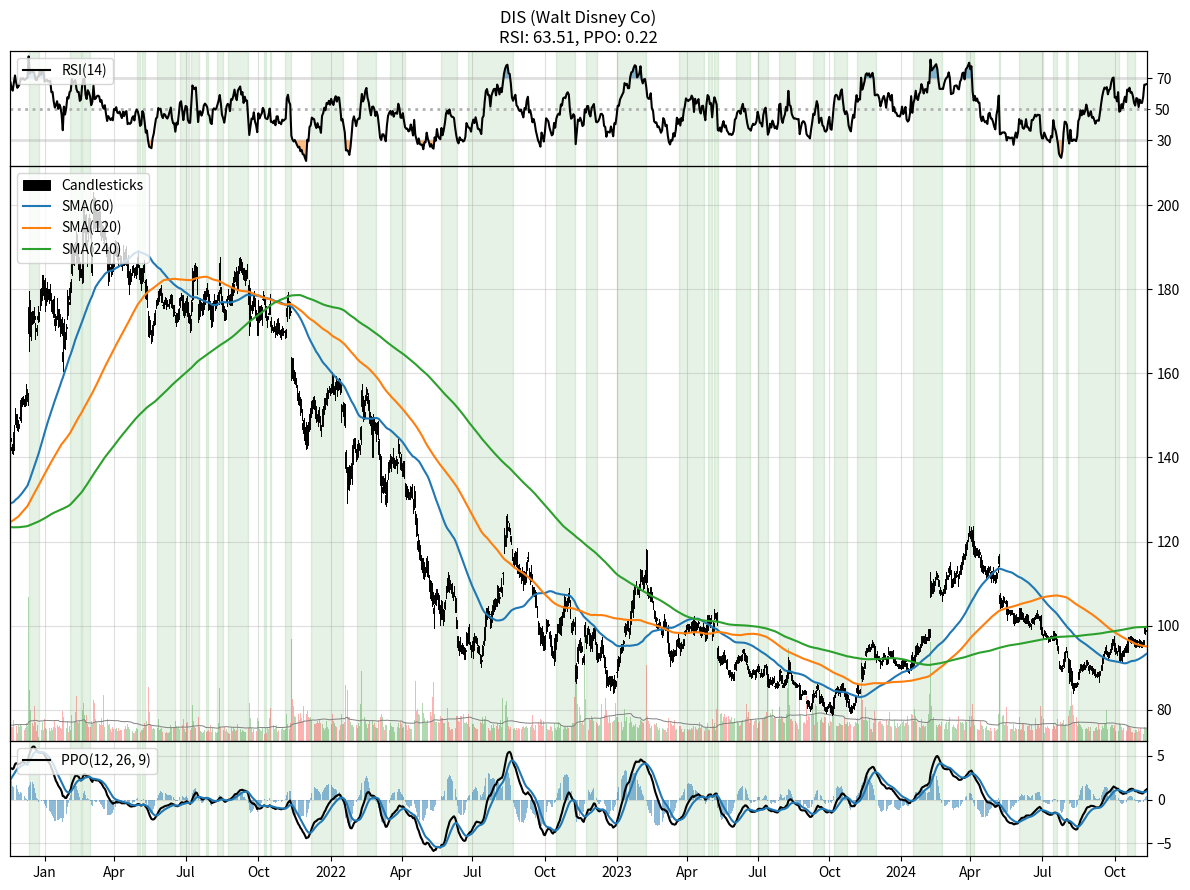 DIS (Walt Disney Co)
RSI: 63.51, PPO: 0.22
RSI(14)
70
50
30
Candlesticks
SMA(60)
SMA(120)
SMA(240)
200
180
160
140
120
100
80
PPO(12, 26, 9)
5
0
−5
Jan Apr Jul Oct 2022 Apr Jul Oct 2023 Apr Jul Oct 2024 Apr Jul Oct